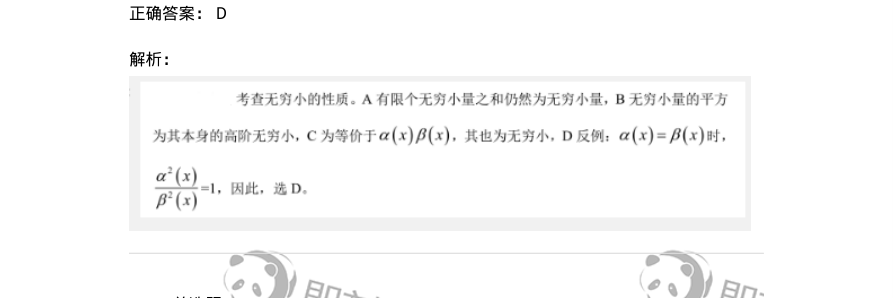 正确答案： D
解析：
考查无穷小的性质。A 有限个无穷小量之和仍然为无穷小量，B 无穷小量的平方
为其本身的高阶无穷小，C 为等价于α(x)β(x)，其也为无穷小，D 反例：α(x)=β(x)时，
α²(x)/β²(x)=1，因此，选 D。